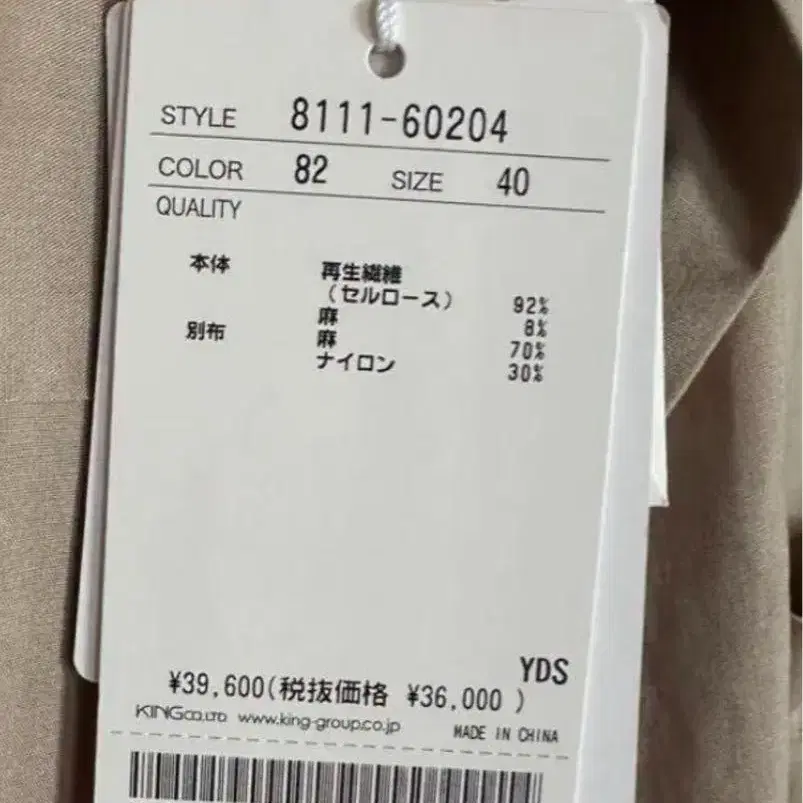 STYLE 8111-60204
COLOR 82 SIZE 40
QUALITY
本体 再生繊維
(セルロース) 92%
麻 8%
別布 麻 70%
ナイロン 30%
YDS
¥39,600(税抜価格 ¥36,000 )
KINGCO.LTD www.king-group.co.jp
MADE IN CHINA